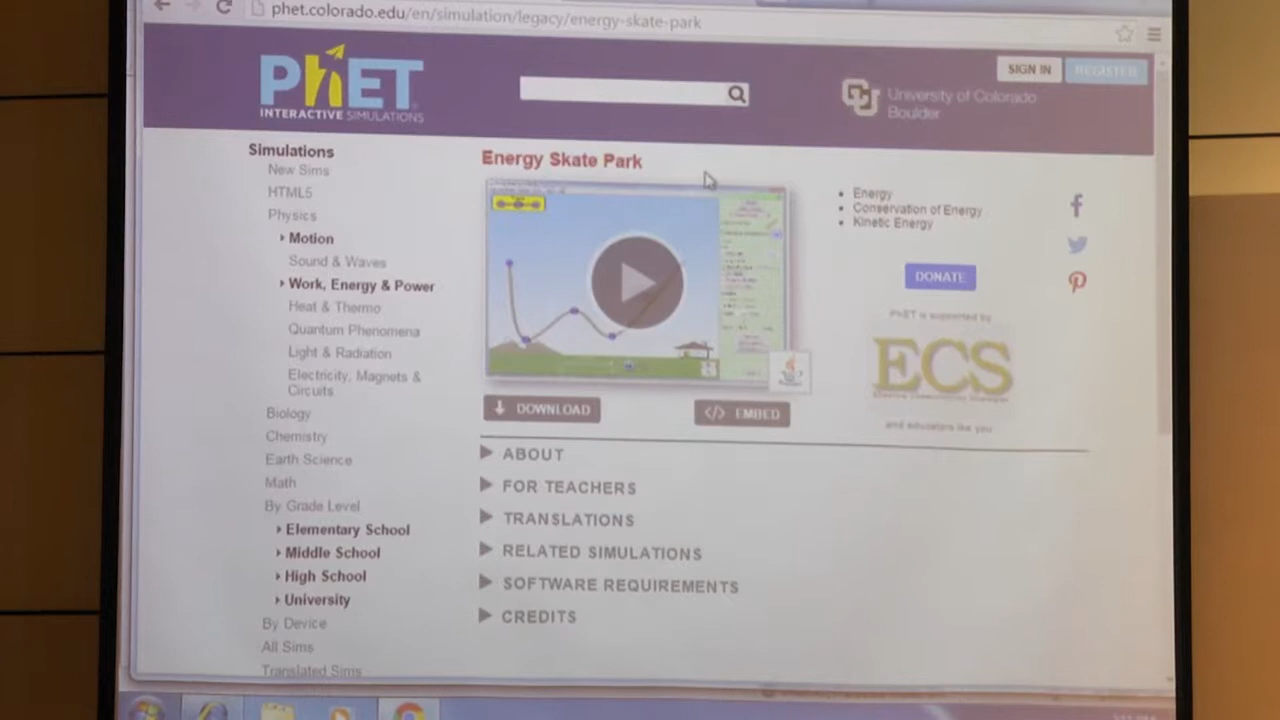 phet.colorado.edu/en/simulation/legacy/energy-skate-park
PhET
INTERACTIVE SIMULATIONS
SIGN IN
REGISTER
University of Colorado
Boulder
Simulations
New Sims
HTML5
Physics
Motion
Sound & Waves
Work, Energy & Power
Heat & Thermo
Quantum Phenomena
Light & Radiation
Electricity, Magnets &
Circuits
Biology
Chemistry
Earth Science
Math
By Grade Level
Elementary School
Middle School
High School
University
By Device
All Sims
Translated Sims
Energy Skate Park
DOWNLOAD
</> EMBED
ABOUT
FOR TEACHERS
TRANSLATIONS
RELATED SIMULATIONS
SOFTWARE REQUIREMENTS
CREDITS
Energy
Conservation of Energy
Kinetic Energy
DONATE
PhET is supported by
ECS
and educators like you